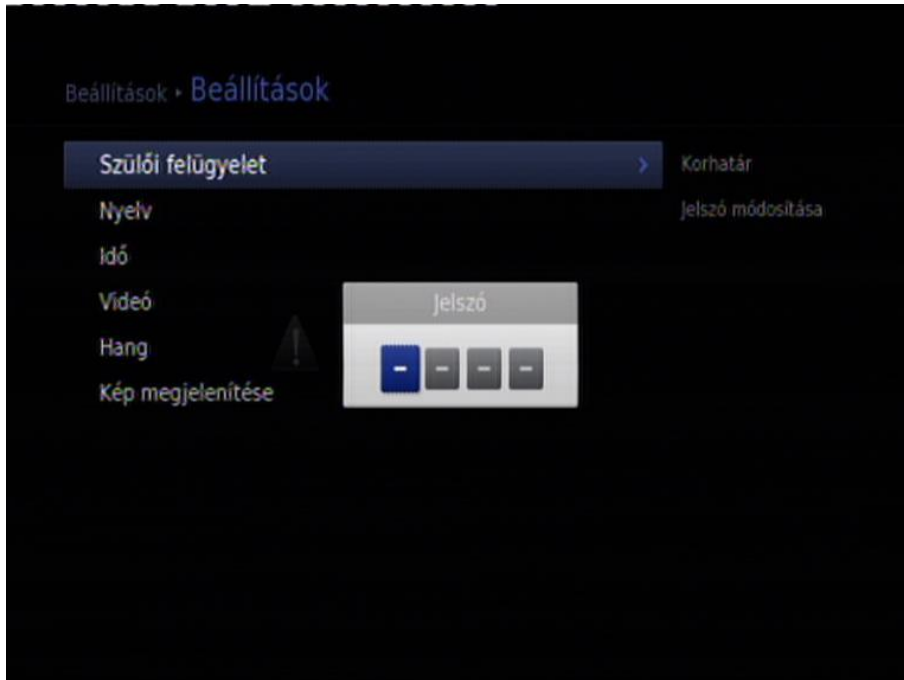 Beállítások ▸ Beállítások
Szülői felügyelet
Korhatár
Nyelv
Jelszó módosítása
Idő
Videó
Jelszó
Hang
- - - -
Kép megjelenítése